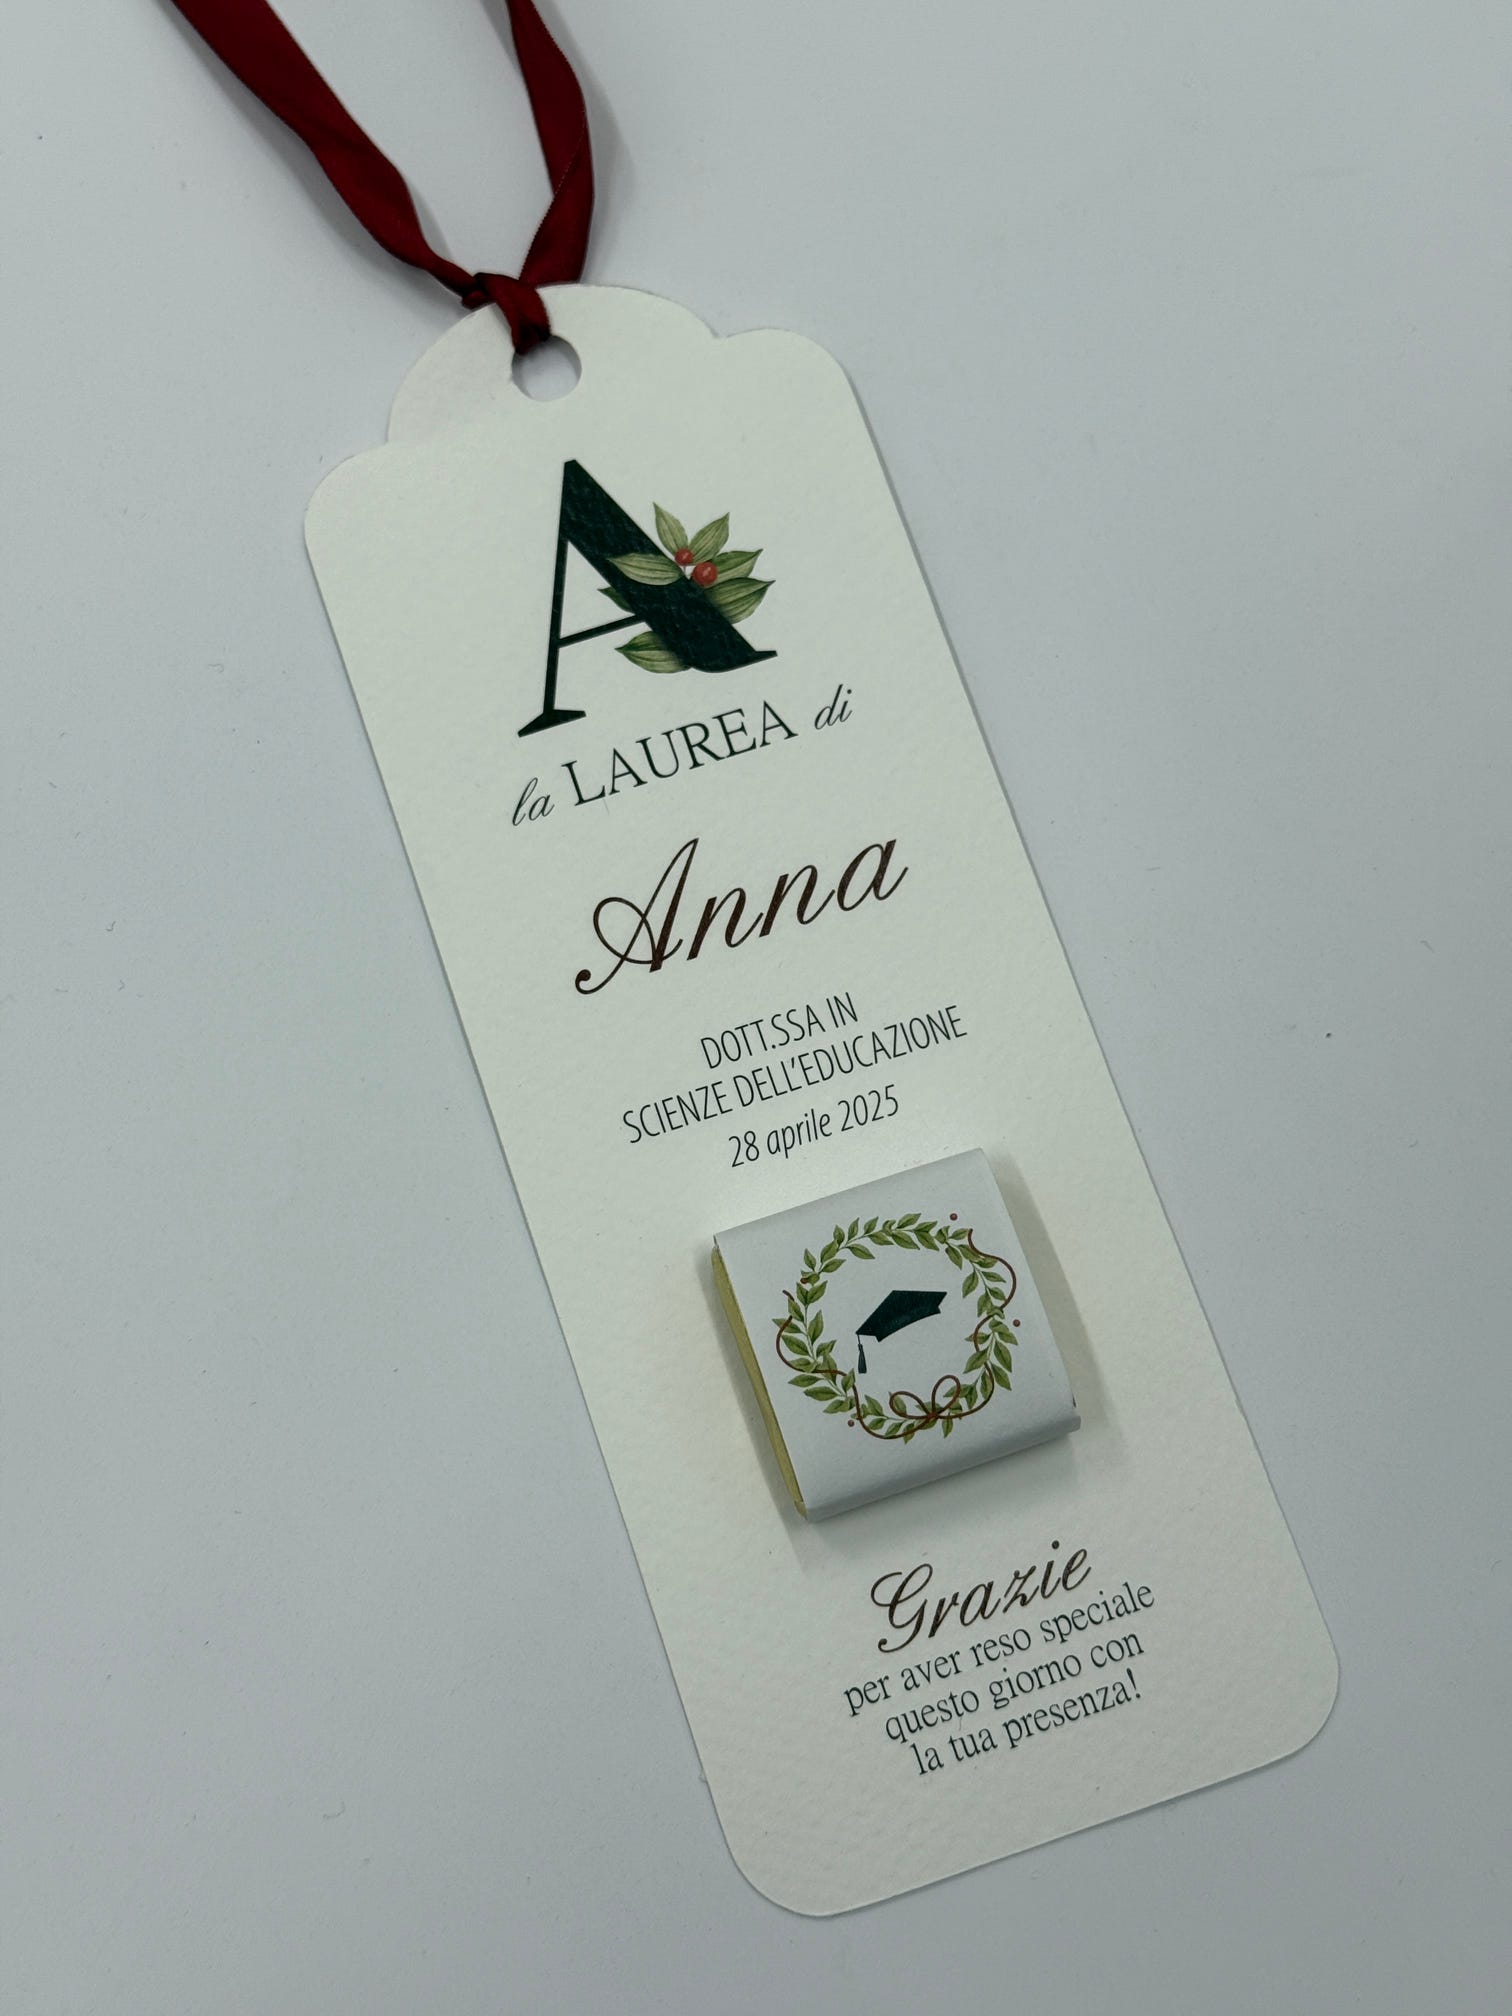 A
la LAUREA di
Anna
DOTT.SSA IN
SCIENZE DELL'EDUCAZIONE
28 aprile 2025
Grazie
per aver reso speciale
questo giorno con
la tua presenza!